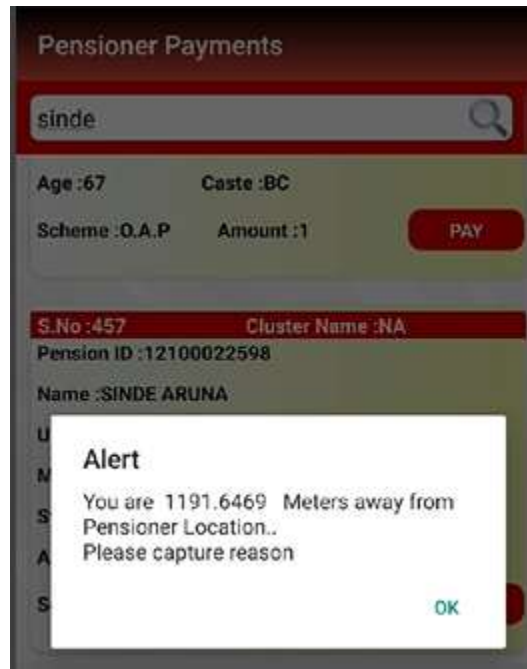 Pensioner Payments
sinde
Age :67 Caste :BC
Scheme :O.A.P Amount :1 PAY
S.No :457 Cluster Name :NA
Pension ID :12100022598
Name :SINDE ARUNA
U
Alert
M
You are 1191.6469 Meters away from
S
Pensioner Location..
A
Please capture reason
S
OK